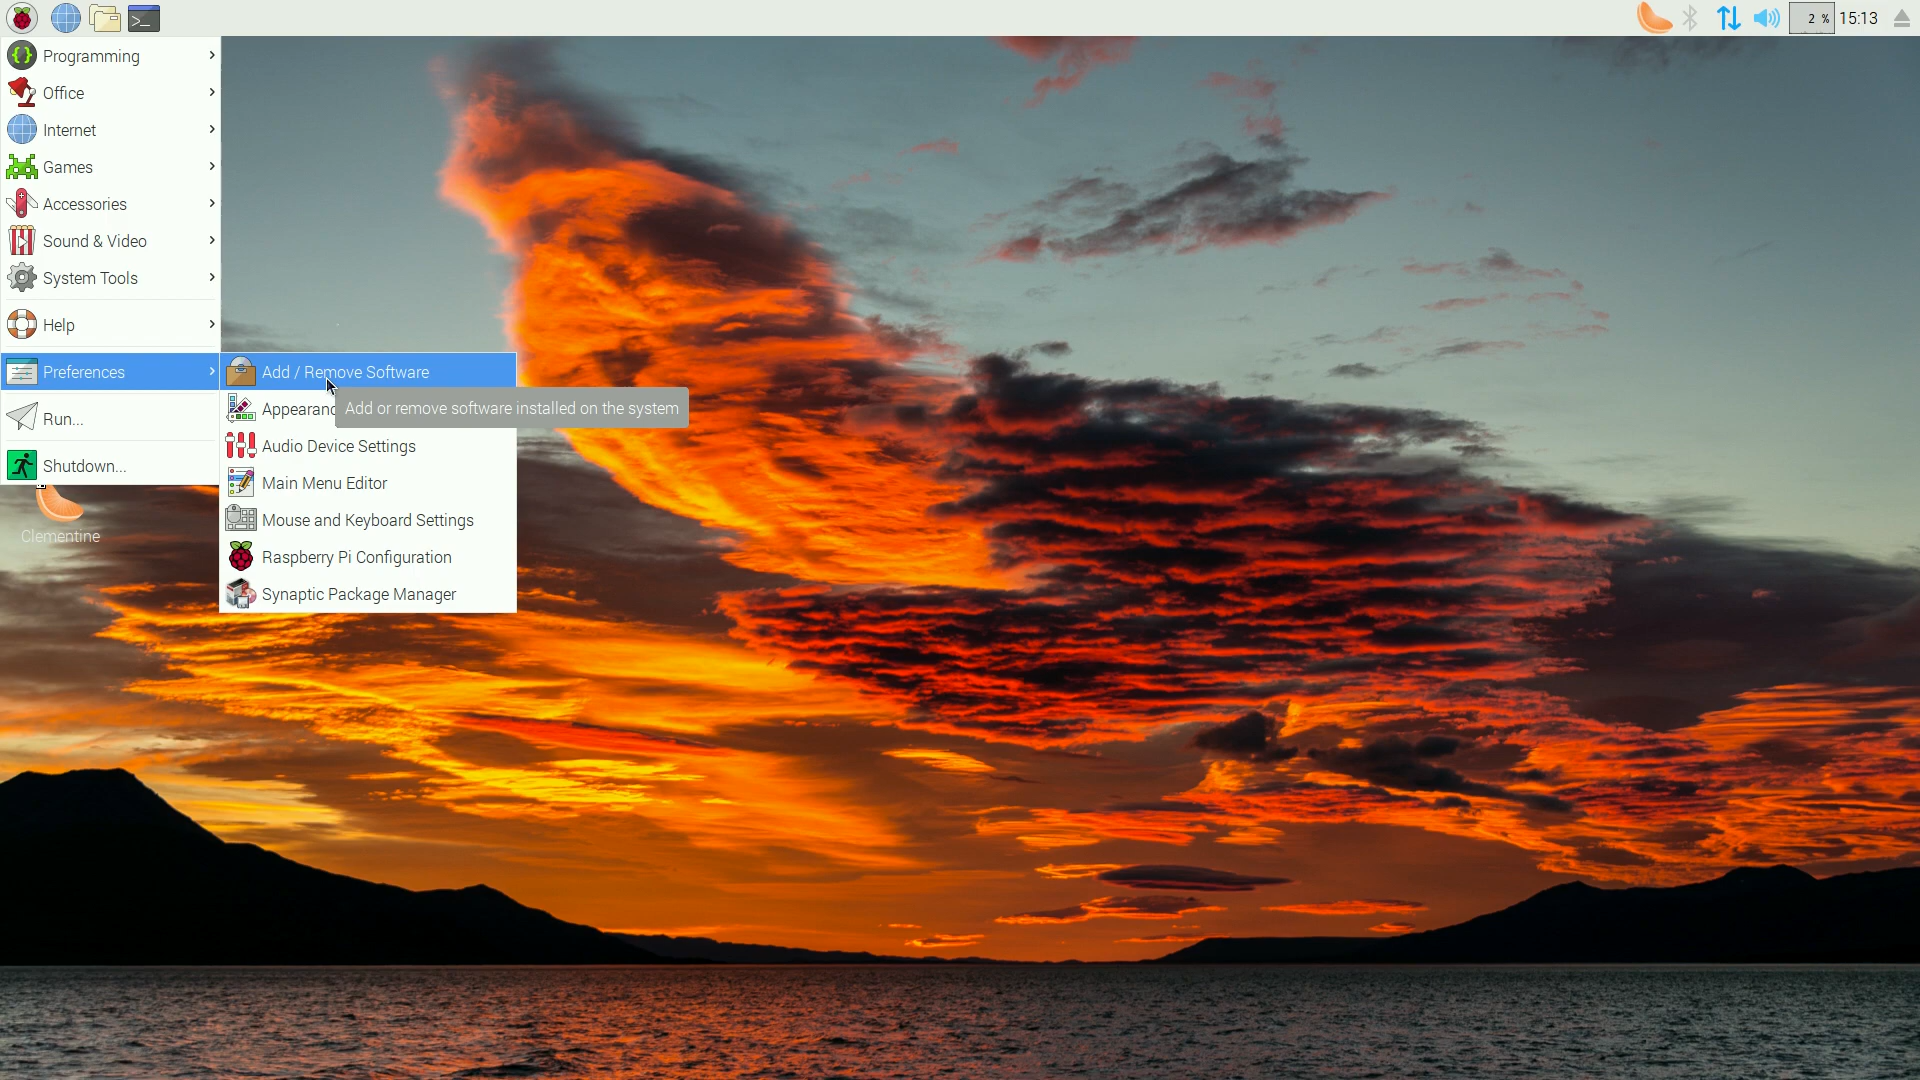 2 %
15:13
Programming
Office
Internet
Games
Accessories
Sound & Video
System Tools
Help
Preferences
Run...
Shutdown...
Add / Remove Software
Add or remove software installed on the system
Appearanc
Audio Device Settings
Main Menu Editor
Mouse and Keyboard Settings
Raspberry Pi Configuration
Synaptic Package Manager
Clementine